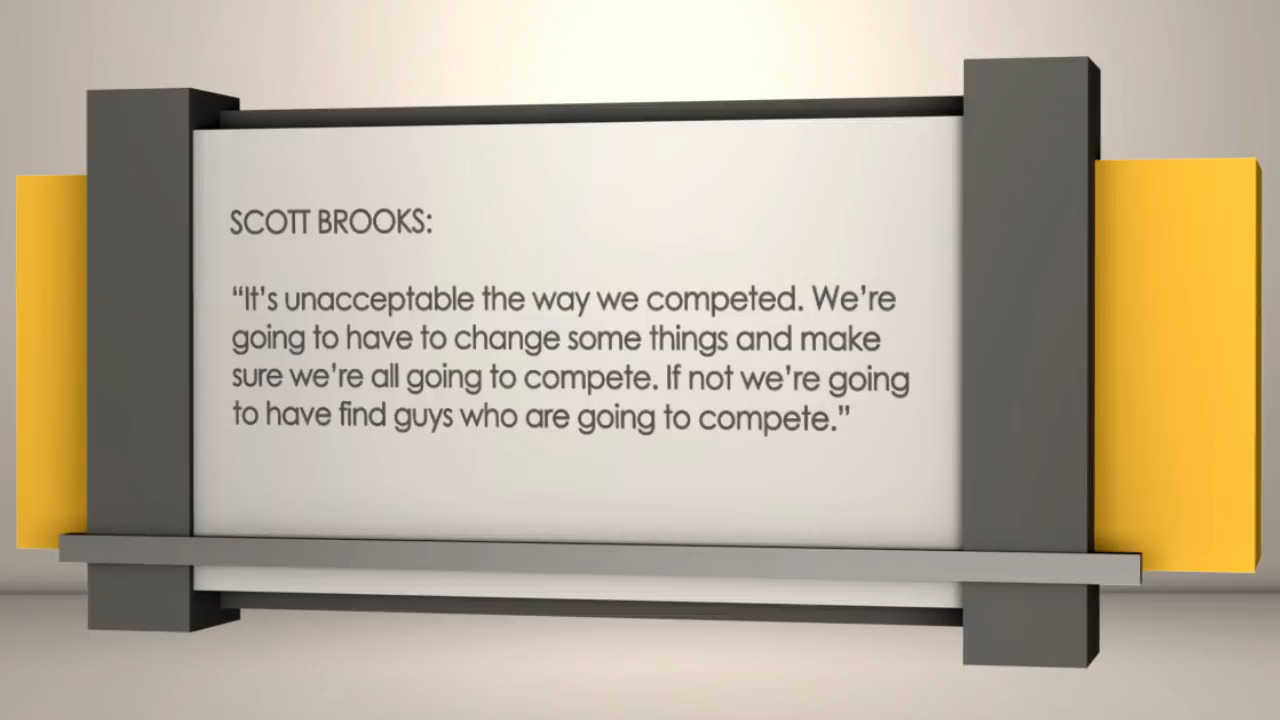 SCOTT BROOKS:
“It’s unacceptable the way we competed. We’re
going to have to change some things and make
sure we’re all going to compete. If not we’re going
to have find guys who are going to compete.”